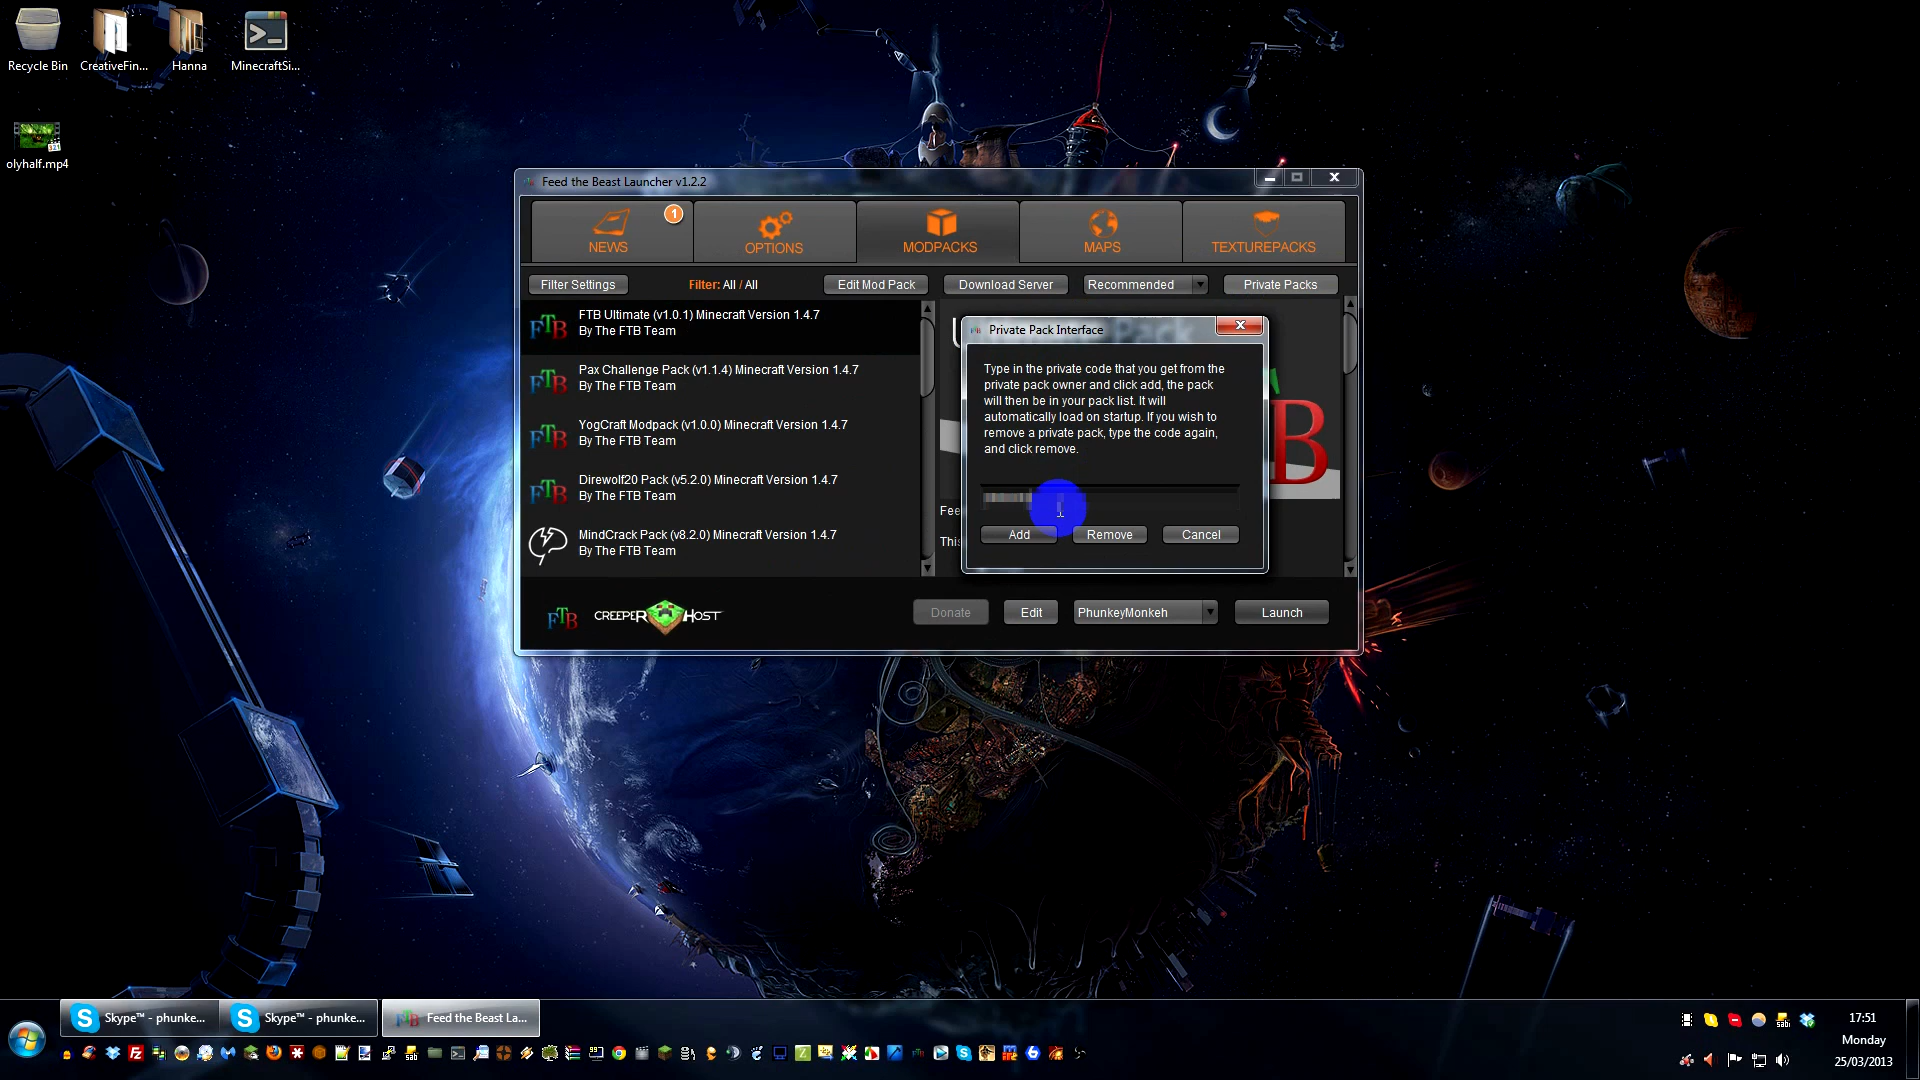 Recycle Bin
CreativeFin...
Hanna
MinecraftSi...
olyhalf.mp4
Feed the Beast Launcher v1.2.2
NEWS
1
OPTIONS
MODPACKS
MAPS
TEXTUREPACKS
Filter Settings
Filter: All / All
Edit Mod Pack
Download Server
Recommended
Private Packs
FTB Ultimate (v1.0.1) Minecraft Version 1.4.7
By The FTB Team
Pax Challenge Pack (v1.1.4) Minecraft Version 1.4.7
By The FTB Team
YogCraft Modpack (v1.0.0) Minecraft Version 1.4.7
By The FTB Team
Direwolf20 Pack (v5.2.0) Minecraft Version 1.4.7
By The FTB Team
MindCrack Pack (v8.2.0) Minecraft Version 1.4.7
By The FTB Team
Private Pack Interface
Type in the private code that you get from the
private pack owner and click add, the pack
will then be in your pack list. It will
automatically load on startup. If you wish to
remove a private pack, type the code again,
and click remove.
Add
Remove
Cancel
Fee
This
FTB
CREEPER HOST
Donate
Edit
PhunkeyMonkeh
Launch
Skype™ - phunke...
Skype™ - phunke...
Feed the Beast La...
17:51
Monday
25/03/2013